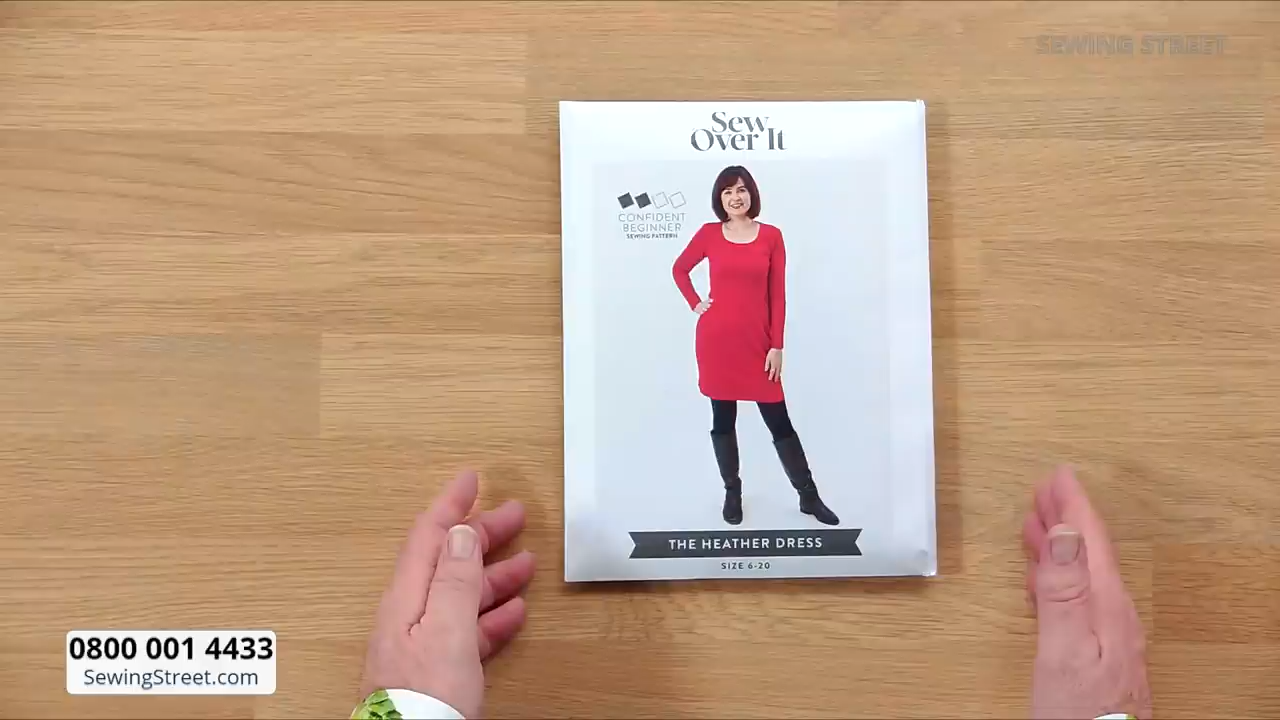 SEWING STREET
Sew
Over It
CONFIDENT
BEGINNER
SEWING PATTERN
THE HEATHER DRESS
SIZE 6-20
0800 001 4433
SewingStreet.com